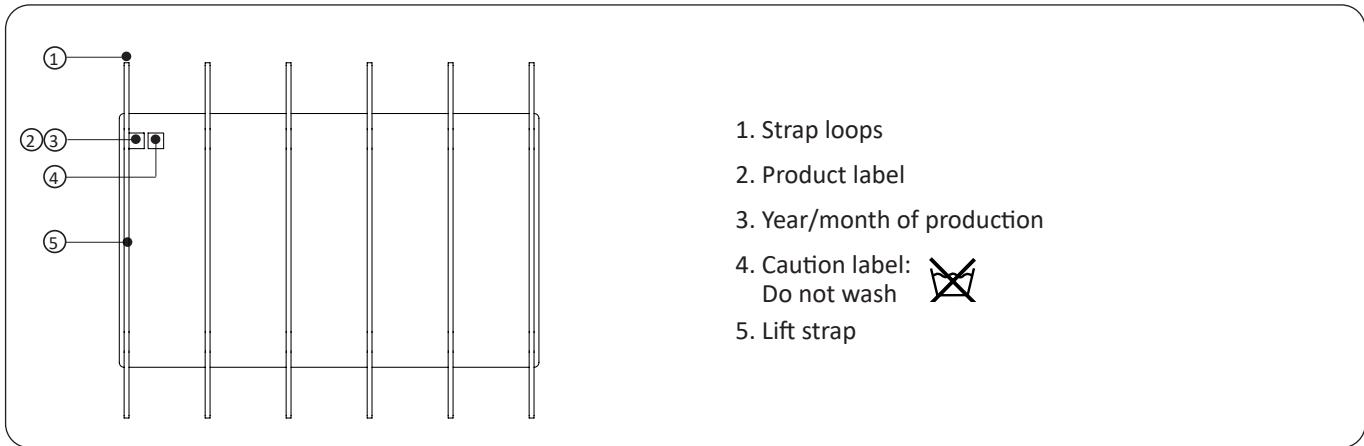 1
2 3
4
5
1. Strap loops
2. Product label
3. Year/month of production
4. Caution label:
Do not wash
5. Lift strap